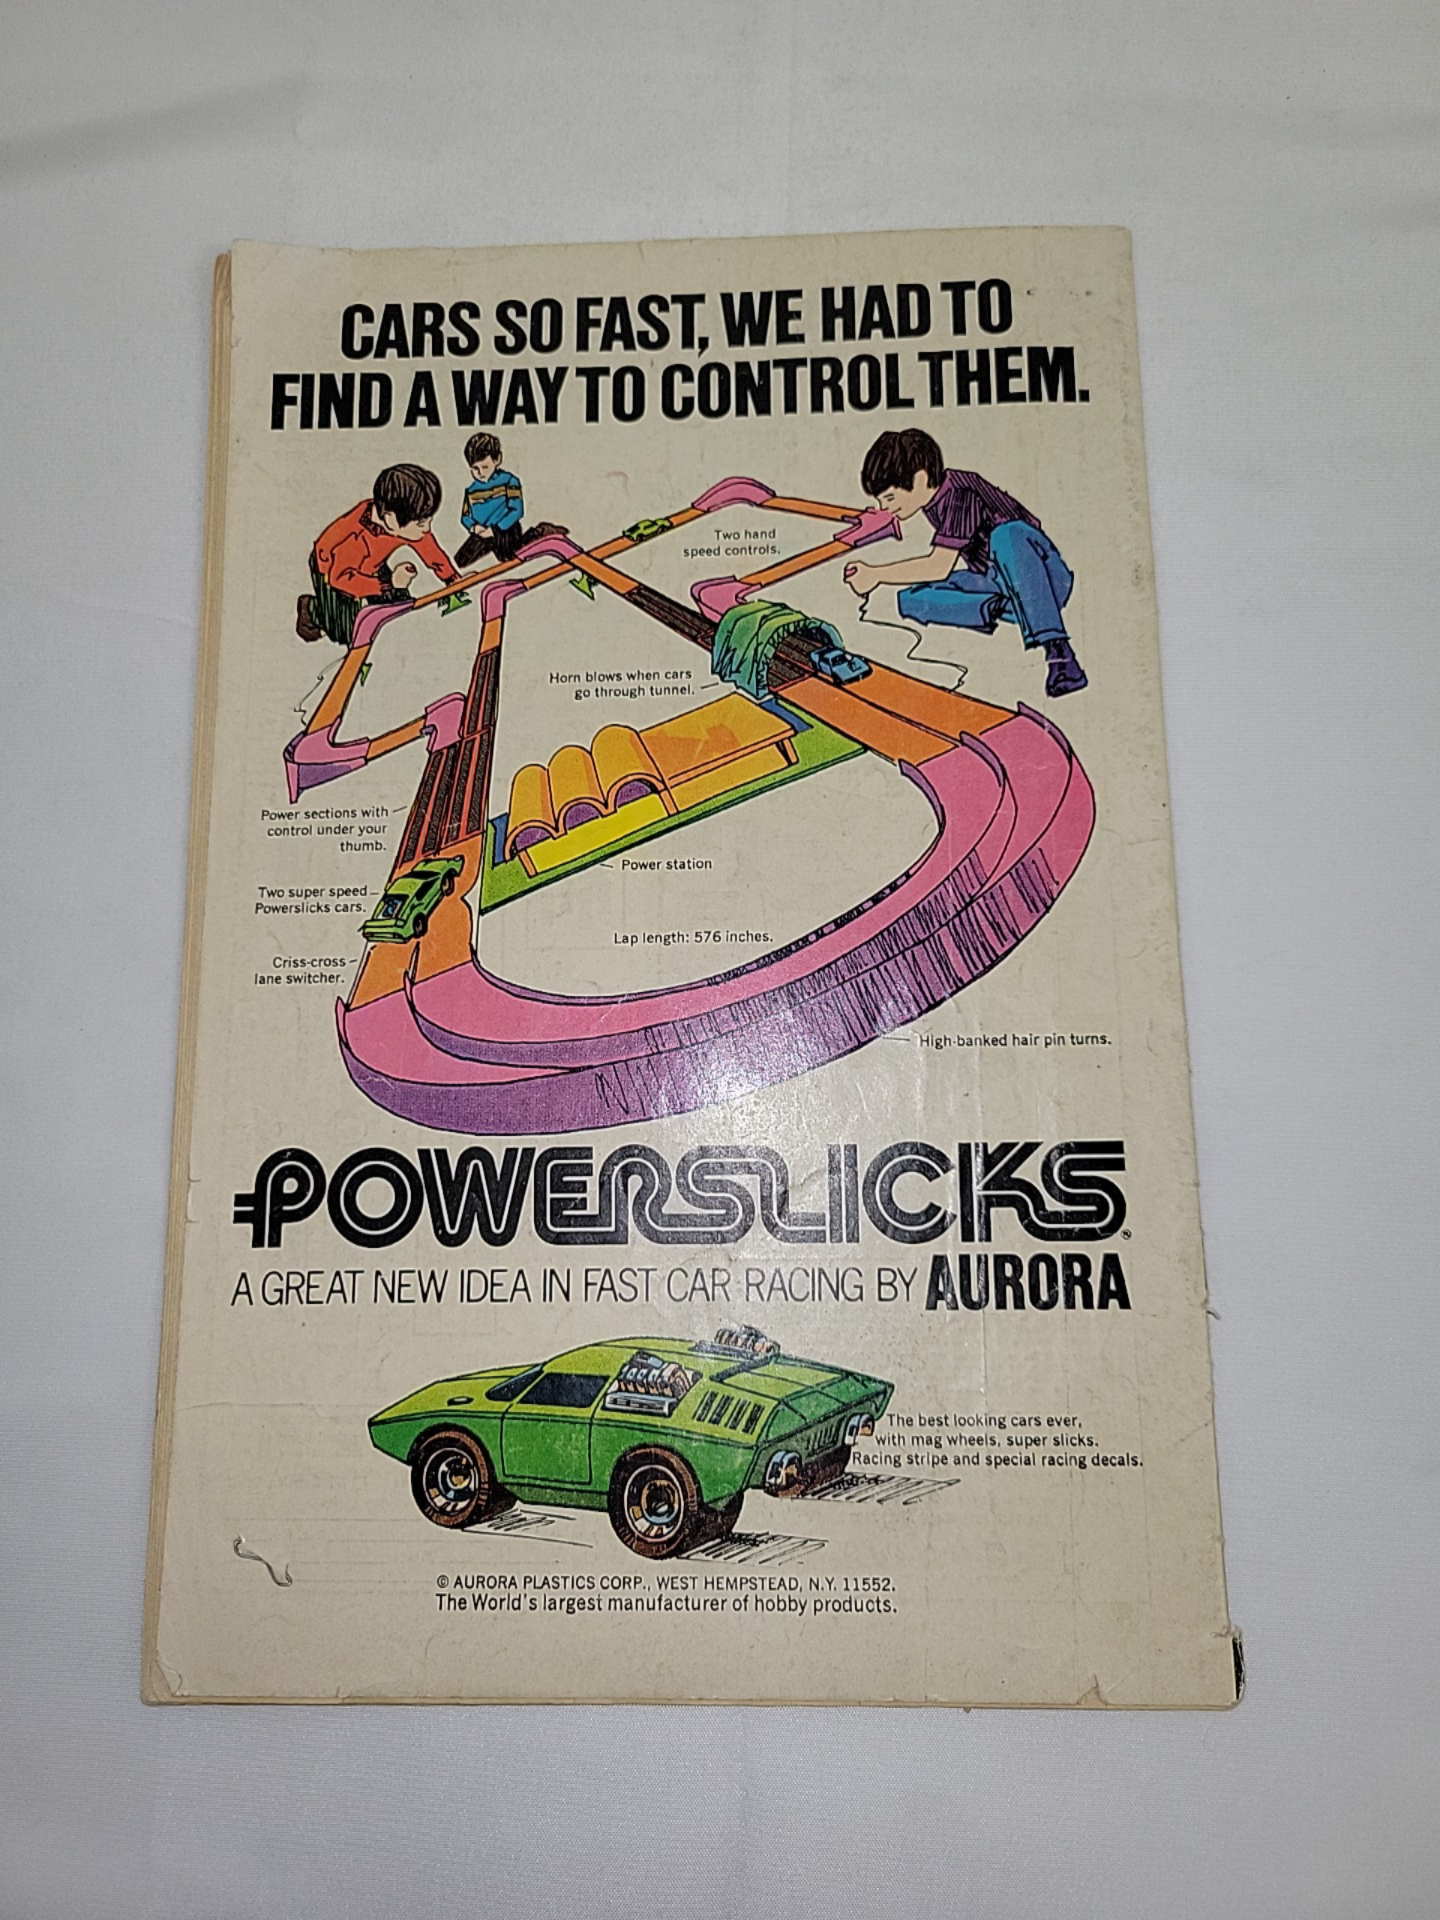 CARS SO FAST, WE HAD TO
FIND A WAY TO CONTROL THEM.
Two hand
speed controls.
Horn blows when cars
go through tunnel.
Power sections with
control under your
thumb.
Power station
Two super speed
Powerslicks cars.
Lap length: 576 inches.
Criss-cross
lane switcher.
High-banked hair pin turns.
POWERSLICKS®
A GREAT NEW IDEA IN FAST CAR RACING BY AURORA
The best looking cars ever,
with mag wheels, super slicks.
Racing stripe and special racing decals.
© AURORA PLASTICS CORP., WEST HEMPSTEAD, N.Y. 11552.
The World's largest manufacturer of hobby products.